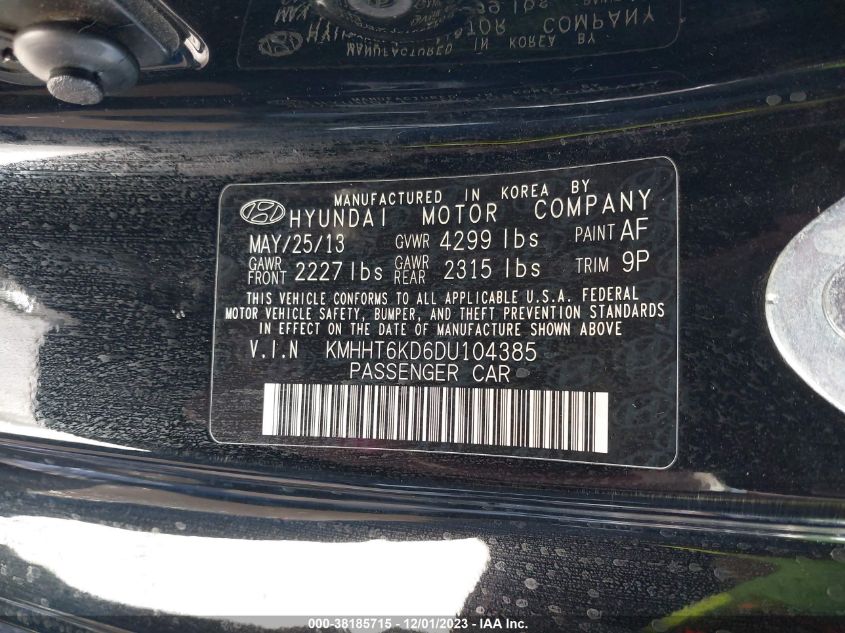 MANUFACTURED IN KOREA BY
HYUNDAI MOTOR COMPANY
MAY/25/13 GVWR 4299 lbs PAINT AF
GAWR FRONT 2227 lbs GAWR REAR 2315 lbs TRIM 9P
THIS VEHICLE CONFORMS TO ALL APPLICABLE U.S.A. FEDERAL
MOTOR VEHICLE SAFETY, BUMPER, AND THEFT PREVENTION STANDARDS
IN EFFECT ON THE DATE OF MANUFACTURE SHOWN ABOVE
V.I.N KMHHT6KD6DU104385
PASSENGER CAR
000-38185715 - 12/01/2023 - IAA Inc.